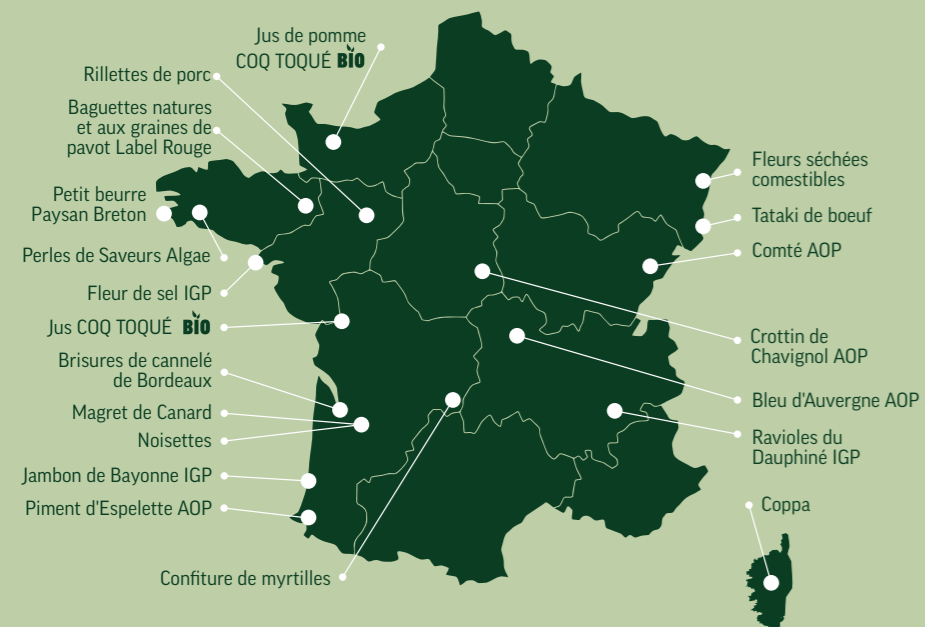 Jus de pomme
COQ TOQUÉ BIO
Rillettes de porc
Baguettes natures
et aux graines de
pavot Label Rouge
Petit beurre
Paysan Breton
Perles de Saveurs Algae
Fleur de sel IGP
Jus COQ TOQUÉ BIO
Brisures de cannelé
de Bordeaux
Magret de Canard
Noisettes
Jambon de Bayonne IGP
Piment d'Espelette AOP
Confiture de myrtilles
Fleurs séchées
comestibles
Tataki de boeuf
Comté AOP
Crottin de
Chavignol AOP
Bleu d'Auvergne AOP
Ravioles du
Dauphiné IGP
Coppa